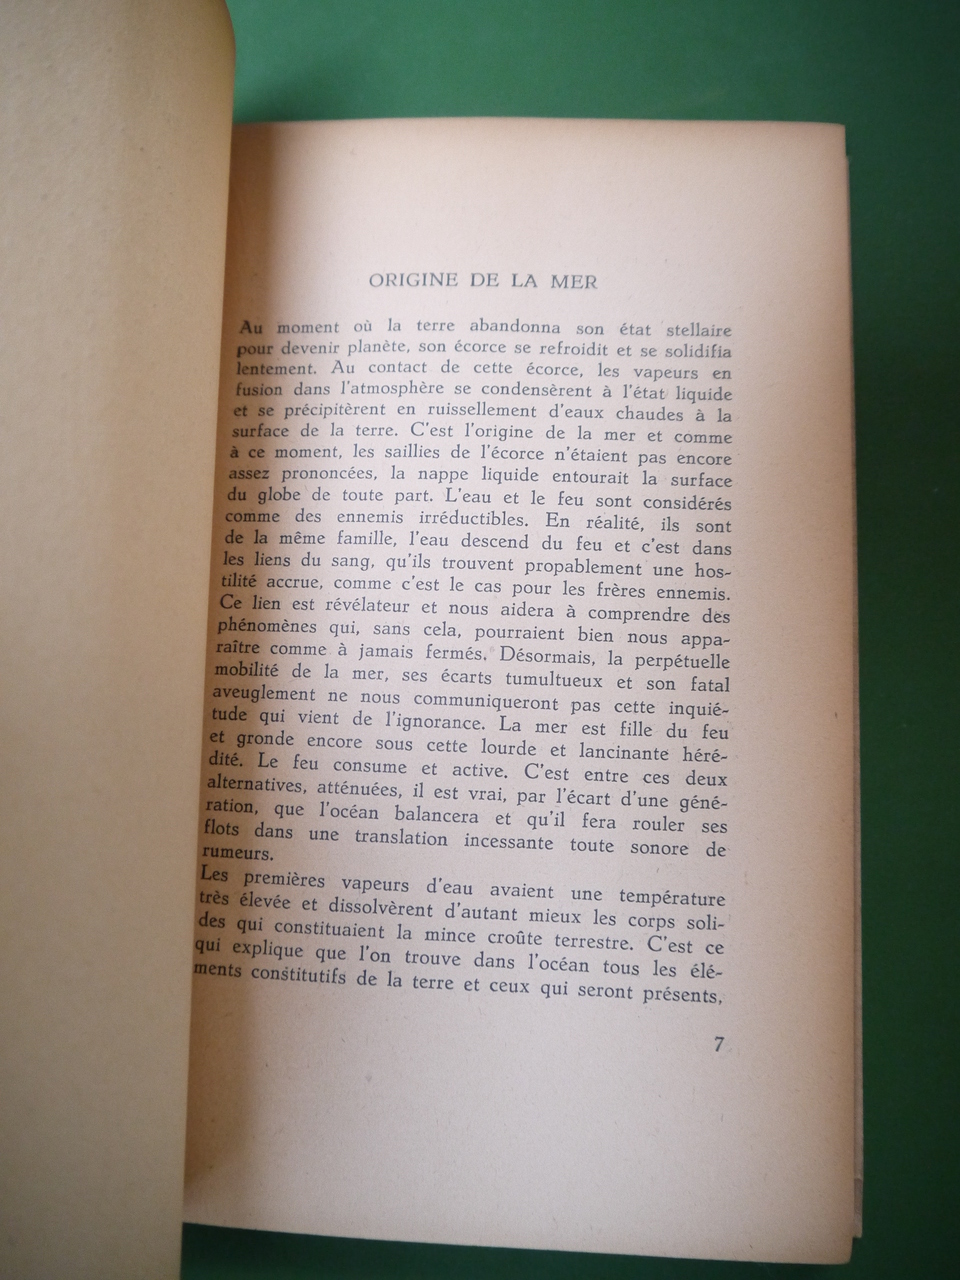 ORIGINE DE LA MER
Au moment où la terre abandonna son état stellaire
pour devenir planète, son écorce se refroidit et se solidifia
lentement. Au contact de cette écorce, les vapeurs en
fusion dans l'atmosphère se condensèrent à l'état liquide
et se précipitèrent en ruissellement d'eaux chaudes à la
surface de la terre. C'est l'origine de la mer et comme
à ce moment, les saillies de l'écorce n'étaient pas encore
assez prononcées, la nappe liquide entourait la surface
du globe de toute part. L'eau et le feu sont considérés
comme des ennemis irréductibles. En réalité, ils sont
de la même famille, l'eau descend du feu et c'est dans
les liens du sang, qu'ils trouvent propablement une hos-
tilité accrue, comme c'est le cas pour les frères ennemis.
Ce lien est révélateur et nous aidera à comprendre des
phénomènes qui, sans cela, pourraient bien nous appa-
raître comme à jamais fermés. Désormais, la perpétuelle
mobilité de la mer, ses écarts tumultueux et son fatal
aveuglement ne nous communiqueront pas cette inquié-
tude qui vient de l'ignorance. La mer est fille du feu
et gronde encore sous cette lourde et lancinante héré-
dité. Le feu consume et active. C'est entre ces deux
alternatives, atténuées, il est vrai, par l'écart d'une géné-
ration, que l'océan balancera et qu'il fera rouler ses
flots dans une translation incessante toute sonore de
rumeurs.
Les premières vapeurs d'eau avaient une température
très élevée et dissolvèrent d'autant mieux les corps soli-
des qui constituaient la mince croûte terrestre. C'est ce
qui explique que l'on trouve dans l'océan tous les élé-
ments constitutifs de la terre et ceux qui seront présents,
7